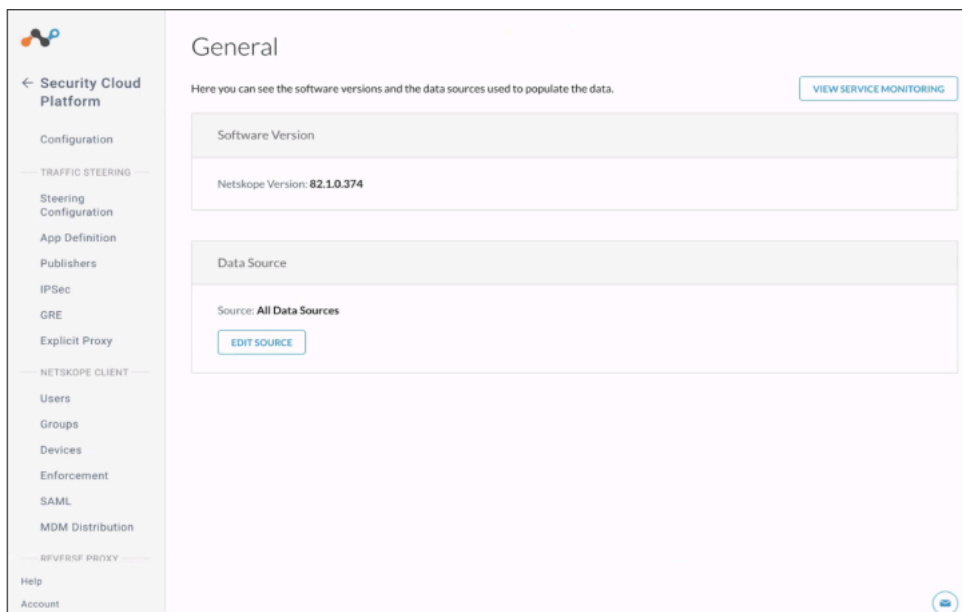 Security Cloud
Platform
Configuration
TRAFFIC STEERING
Steering
Configuration
App Definition
Publishers
IPSec
GRE
Explicit Proxy
NETSKOPE CLIENT
Users
Groups
Devices
Enforcement
SAML
MDM Distribution
REVERSE PROXY
Help
Account
General
Here you can see the software versions and the data sources used to populate the data.
VIEW SERVICE MONITORING
Software Version
Netskope Version: 82.1.0.374
Data Source
Source: All Data Sources
EDIT SOURCE